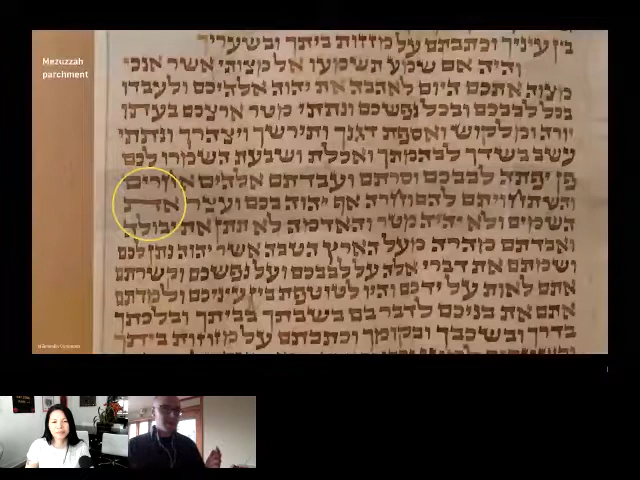 Mezuzzah
parchment
בין עיניך וכתבתם על מזזות ביתך ובשעריך
והיה אם שמע תשמעו אל מצותי אשר אנכי
מצוה אתכם היום לאהבה את יהוה אלהיכם ולעבדו
בכל לבבכם ובכל נפשכם ונתתי מטר ארצכם בעתו
יורה ומלקוש ואספת דגנך ותירשך ויצהרך ונתתי
עשב בשדך לבהמתך ואכלת ושבעת השמרו לכם
פן יפתה לבבכם וסרתם ועבדתם אלהים אחרים
והשתחויתם להם וחרה אף יהוה בכם ועצר את
השמים ולא יהיה מטר והאדמה לא תתן את יבולה
ואבדתם מהרה מעל הארץ הטבה אשר יהוה נתן לכם
ושמתם את דברי אלה על לבבכם ועל נפשכם וקשרתם
אתם לאות על ידכם והיו לטוטפת בין עיניכם ולמדתם
אתם את בניכם לדבר בם בשבתך בביתך ובלכתך
בדרך ובשכבך ובקומך וכתבתם על מזוזות ביתך